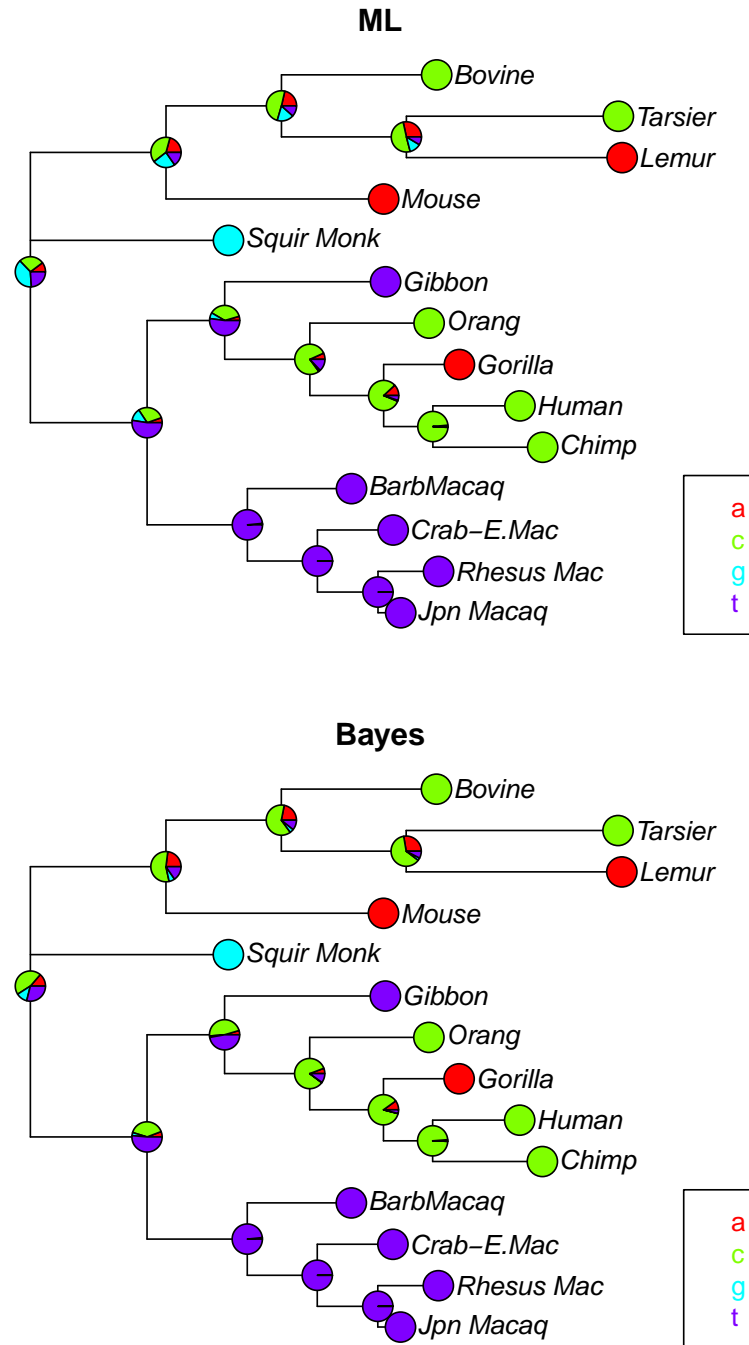 ML
Bovine
Tarsier
Lemur
Mouse
Squir Monk
Gibbon
Orang
Gorilla
Human
Chimp
BarbMacaq
Crab−E.Mac
Rhesus Mac
Jpn Macaq
a
c
g
t
Bayes
Bovine
Tarsier
Lemur
Mouse
Squir Monk
Gibbon
Orang
Gorilla
Human
Chimp
BarbMacaq
Crab−E.Mac
Rhesus Mac
Jpn Macaq
a
c
g
t